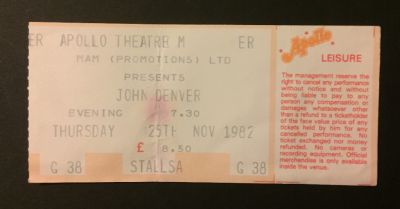 ER APOLLO THEATRE M ER
MAM (PROMOTIONS) LTD
PRESENTS
JOHN DENVER
EVENING 7.30
THURSDAY 25TH NOV 1982
£ 8.50
G 38 STALLSA G 38
Apollo
LEISURE
The management reserve the
right to cancel any performance
without notice and without
being liable to pay to any
person any compensation or
damages whatsoever other
than a refund to a ticketholder
of the face value price of any
tickets held by him for any
cancelled performance. No
ticket exchanged nor money
refunded. No cameras or
recording equipment. Official
merchandise is only available
inside the venue.